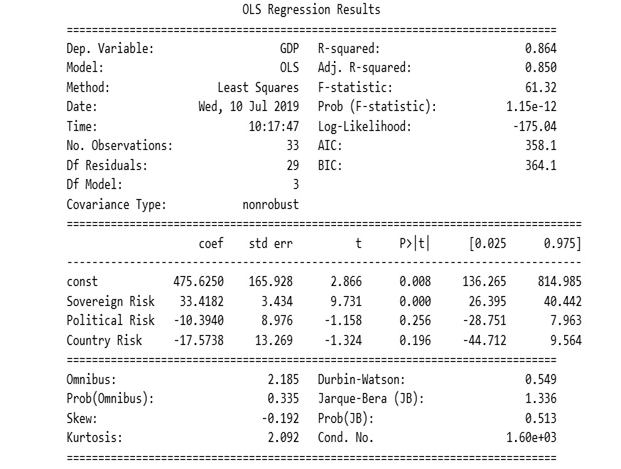 OLS Regression Results
==============================================================================
Dep. Variable: GDP R-squared: 0.864
Model: OLS Adj. R-squared: 0.850
Method: Least Squares F-statistic: 61.32
Date: Wed, 10 Jul 2019 Prob (F-statistic): 1.15e-12
Time: 10:17:47 Log-Likelihood: -175.04
No. Observations: 33 AIC: 358.1
Df Residuals: 29 BIC: 364.1
Df Model: 3
Covariance Type: nonrobust
==================================================================================
coef std err t P>|t| [0.025 0.975]
----------------------------------------------------------------------------------
const 475.6250 165.928 2.866 0.008 136.265 814.985
Sovereign Risk 33.4182 3.434 9.731 0.000 26.395 40.442
Political Risk -10.3940 8.976 -1.158 0.256 -28.751 7.963
Country Risk -17.5738 13.269 -1.324 0.196 -44.712 9.564
==============================================================================
Omnibus: 2.185 Durbin-Watson: 0.549
Prob(Omnibus): 0.335 Jarque-Bera (JB): 1.336
Skew: -0.192 Prob(JB): 0.513
Kurtosis: 2.092 Cond. No. 1.60e+03
==============================================================================